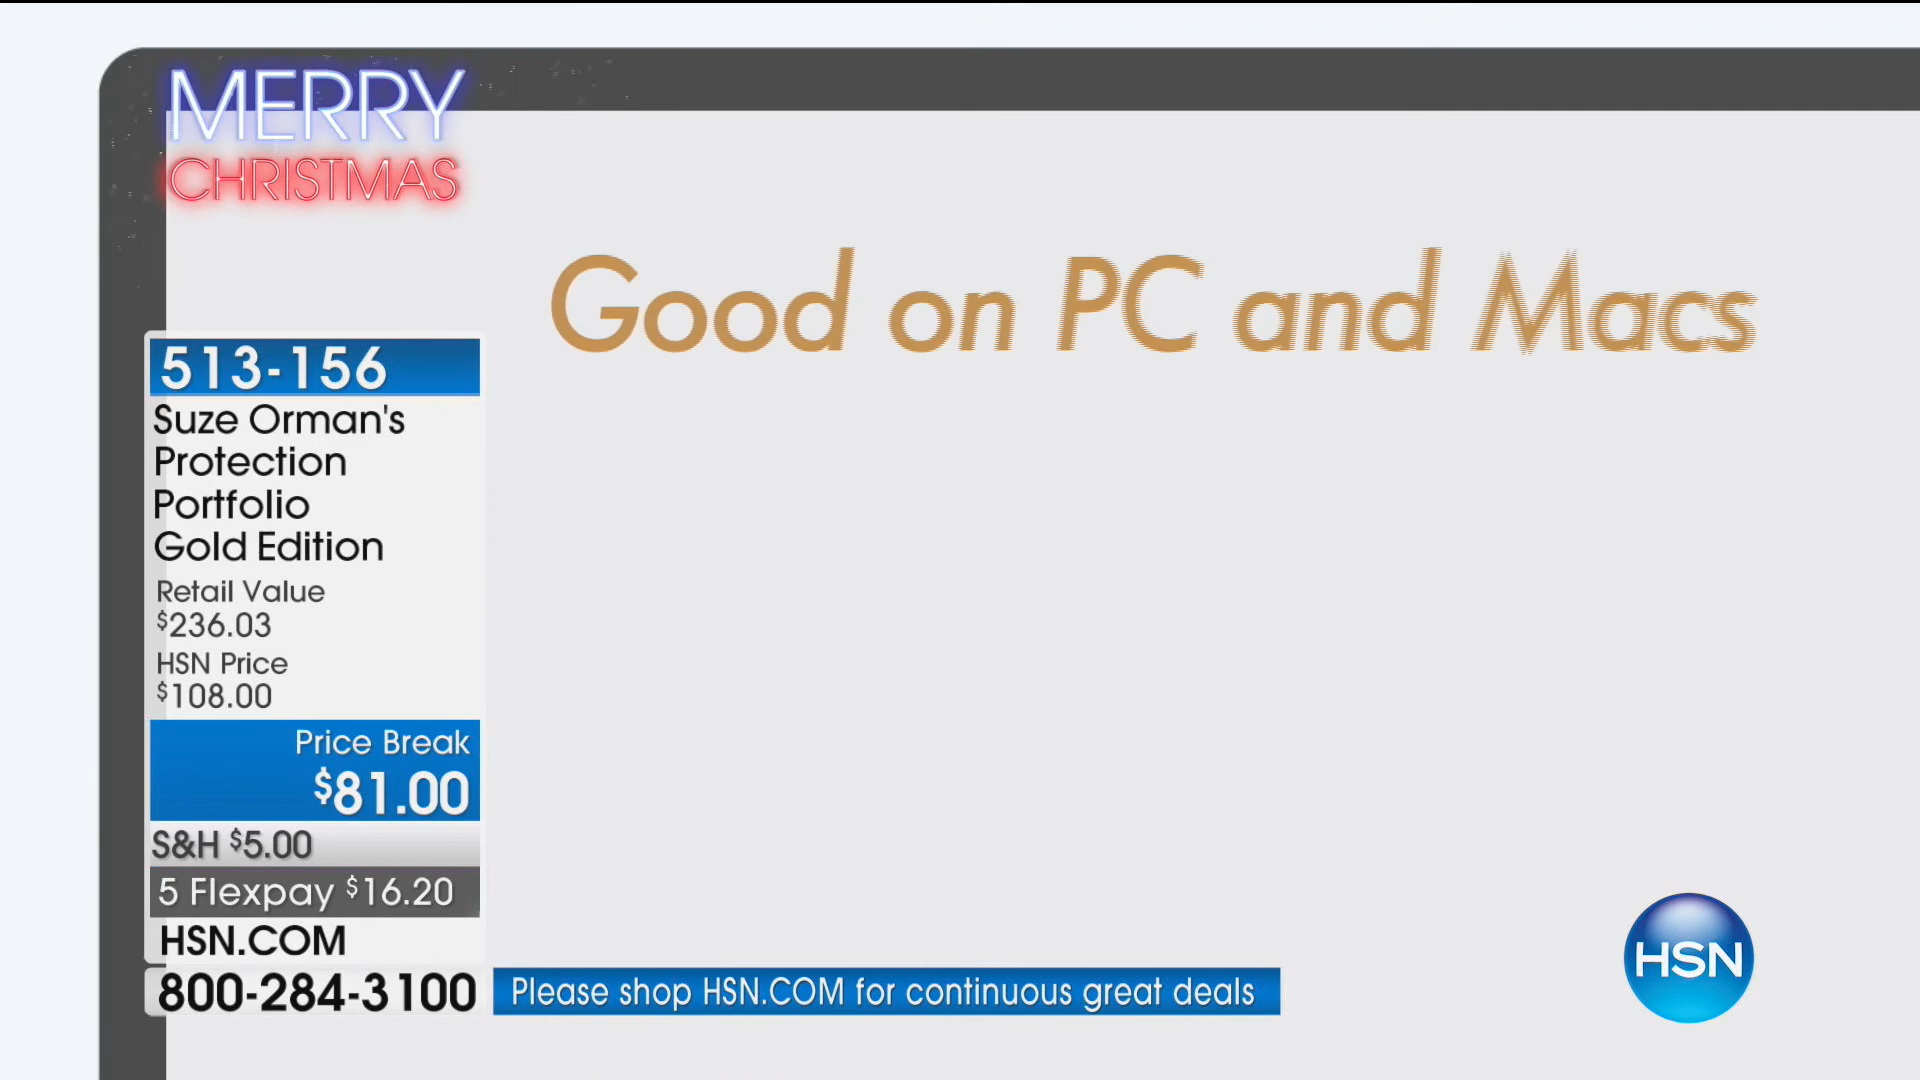 MERRY
CHRISTMAS
Good on PC and Macs
513-156
Suze Orman's
Protection
Portfolio
Gold Edition
Retail Value
$236.03
HSN Price
$108.00
Price Break
$81.00
S&H $5.00
5 Flexpay $16.20
HSN.COM
800-284-3100
Please shop HSN.COM for continuous great deals
HSN